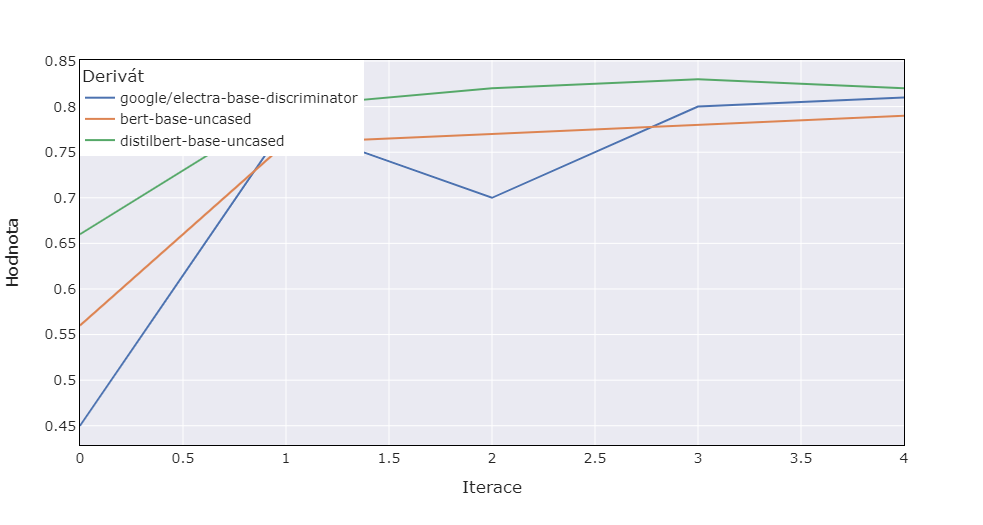 Derivát
google/electra-base-discriminator
bert-base-uncased
distilbert-base-uncased
0.85
0.8
0.75
0.7
0.65
0.6
0.55
0.5
0.45
Hodnota
0 0.5 1 1.5 2 2.5 3 3.5 4
Iterace